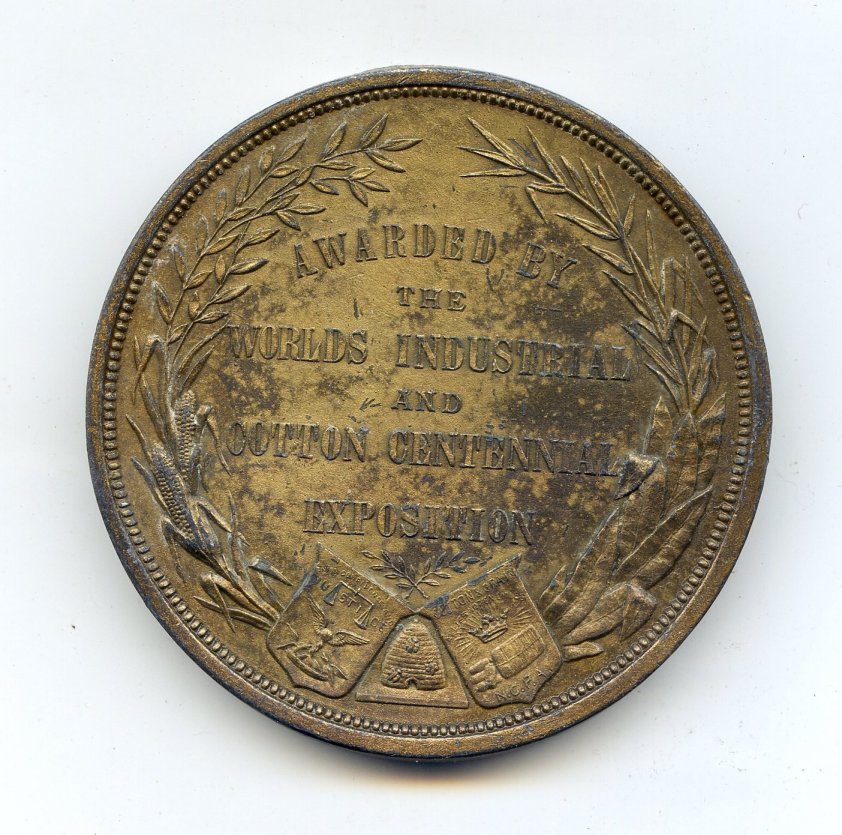 AWARDED BY
THE
WORLDS INDUSTRIAL
AND
COTTON CENTENNIAL
EXPOSITION
N.C.P.A.